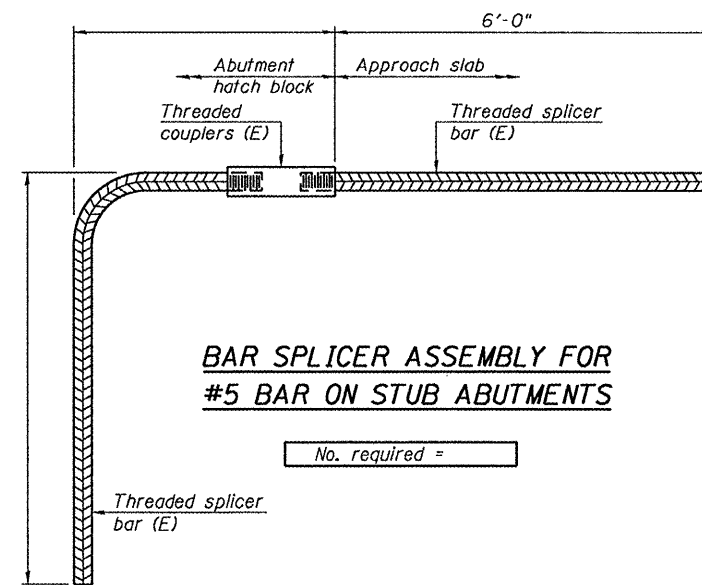 6'-0"
Abutment
hatch block
Approach slab
Threaded
couplers (E)
Threaded splicer
bar (E)
BAR SPLICER ASSEMBLY FOR
#5 BAR ON STUB ABUTMENTS
No. required =
Threaded splicer
bar (E)